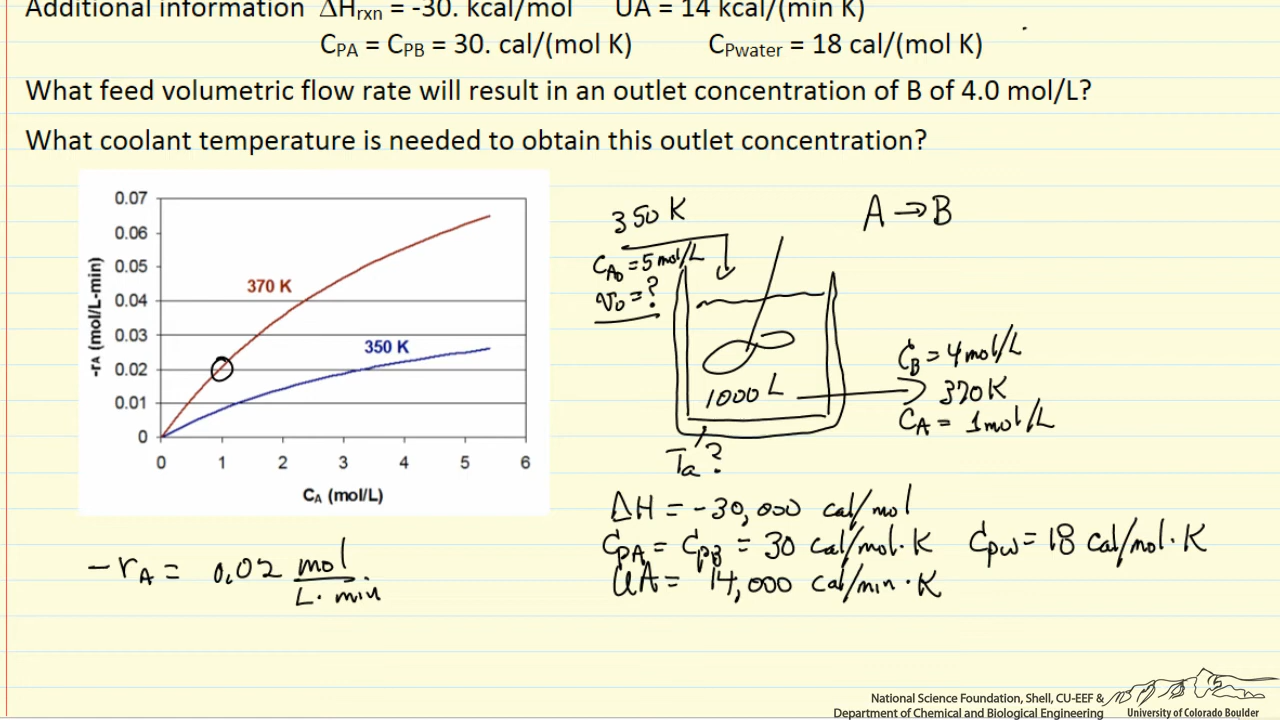 Additional information ΔHrxn = -30. kcal/mol UA = 14 kcal/(min K)
CPA = CPB = 30. cal/(mol K) CPwater = 18 cal/(mol K)
What feed volumetric flow rate will result in an outlet concentration of B of 4.0 mol/L?
What coolant temperature is needed to obtain this outlet concentration?
0.07
0.06
0.05
0.04
0.03
0.02
0.01
0
-rA (mol/L-min)
370 K
350 K
0 1 2 3 4 5 6
CA (mol/L)
350 K
CA0 = 5 mol/L
v0 = ?
A → B
1000 L
CB = 4 mol/L
370 K
CA = 1 mol/L
Ta ?
ΔH = -30,000 cal/mol
CPA = CPB = 30 cal/mol·K CPW = 18 cal/mol·K
UA = 14,000 cal/min·K
-rA = 0.02 mol
L·min
National Science Foundation, Shell, CU-EEF &
Department of Chemical and Biological Engineering
University of Colorado Boulder